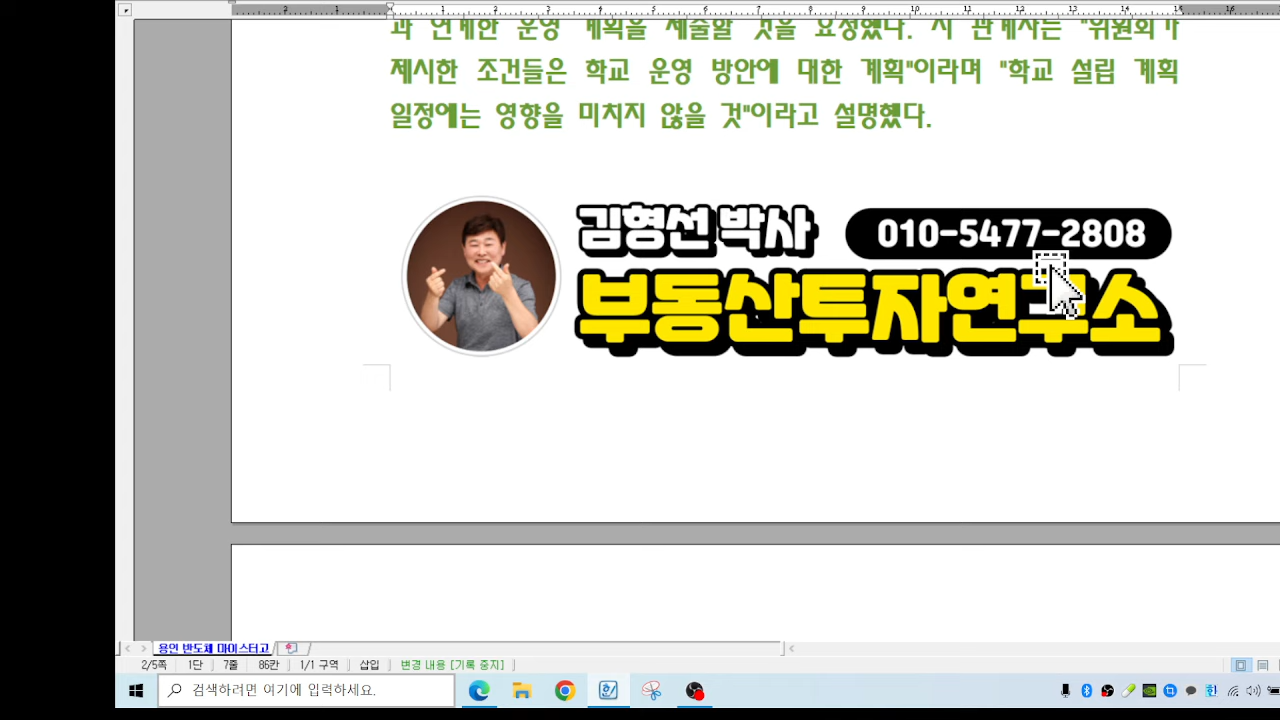 과 연계한 운영 계획을 제출할 것을 요청했다. 시 관계자는 "위원회가
제시한 조건들은 학교 운영 방안에 대한 계획"이라며 "학교 설립 계획
일정에는 영향을 미치지 않을 것"이라고 설명했다.
김형선 박사
010-5477-2808
부동산투자연구소
용인 반도체 마이스터고
2/5쪽 1단 7줄 86칸 1/1 구역 삽입 변경 내용 [기록 중지]
검색하려면 여기에 입력하세요.